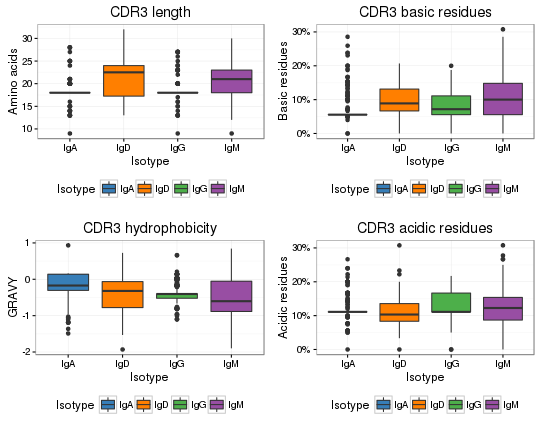 CDR3 length
Amino acids
30
25
20
15
10
IgA IgD IgG IgM
Isotype
Isotype IgA IgD IgG IgM
CDR3 basic residues
Basic residues
30%
20%
10%
0%
IgA IgD IgG IgM
Isotype
Isotype IgA IgD IgG IgM
CDR3 hydrophobicity
GRAVY
1
0
-1
-2
IgA IgD IgG IgM
Isotype
Isotype IgA IgD IgG IgM
CDR3 acidic residues
Acidic residues
30%
20%
10%
0%
IgA IgD IgG IgM
Isotype
Isotype IgA IgD IgG IgM